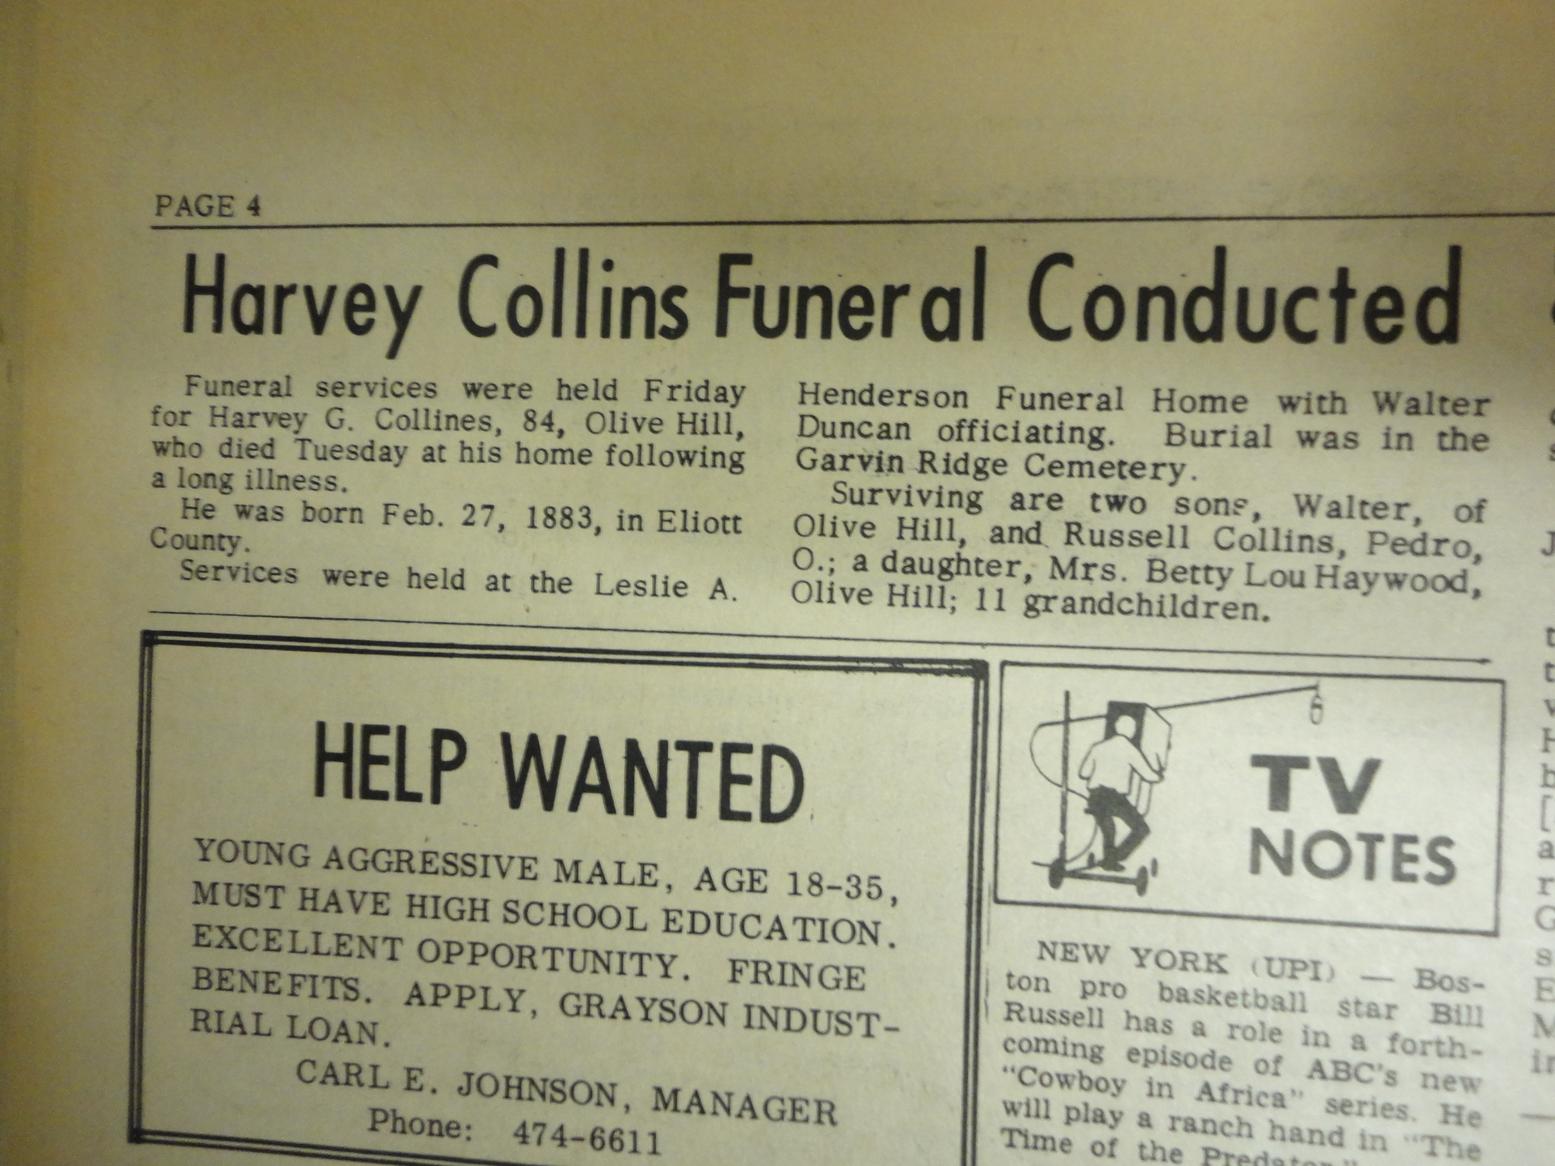 PAGE 4
Harvey Collins Funeral Conducted
Funeral services were held Friday
for Harvey G. Collines, 84, Olive Hill,
who died Tuesday at his home following
a long illness.
He was born Feb. 27, 1883, in Eliott
County.
Services were held at the Leslie A.
Henderson Funeral Home with Walter
Duncan officiating. Burial was in the
Garvin Ridge Cemetery.
Surviving are two sons, Walter, of
Olive Hill, and Russell Collins, Pedro,
O.; a daughter, Mrs. Betty Lou Haywood,
Olive Hill; 11 grandchildren.
HELP WANTED
YOUNG AGGRESSIVE MALE, AGE 18-35,
MUST HAVE HIGH SCHOOL EDUCATION.
EXCELLENT OPPORTUNITY. FRINGE
BENEFITS. APPLY, GRAYSON INDUST-
RIAL LOAN.
CARL E. JOHNSON, MANAGER
Phone: 474-6611
TV
NOTES
NEW YORK (UPI) — Bos-
ton pro basketball star Bill
Russell has a role in a forth-
coming episode of ABC's new
"Cowboy in Africa" series. He
will play a ranch hand in "The
Time of the Predator."